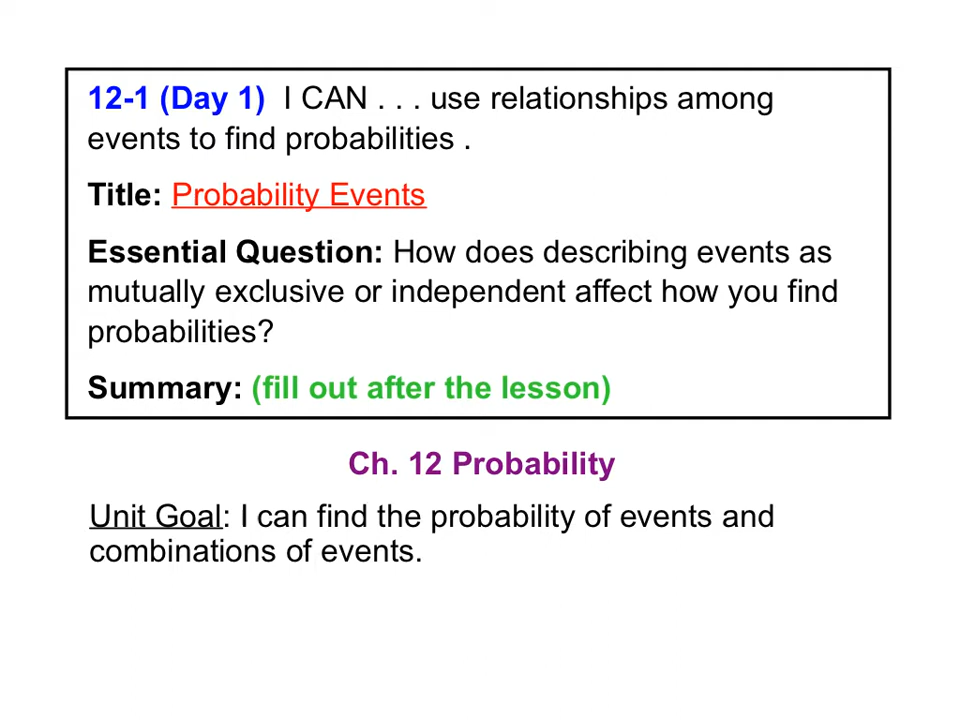 12-1 (Day 1)  I CAN . . . use relationships among
events to find probabilities .
Title: Probability Events
Essential Question: How does describing events as
mutually exclusive or independent affect how you find
probabilities?
Summary: (fill out after the lesson)
Ch. 12 Probability
Unit Goal: I can find the probability of events and
combinations of events.